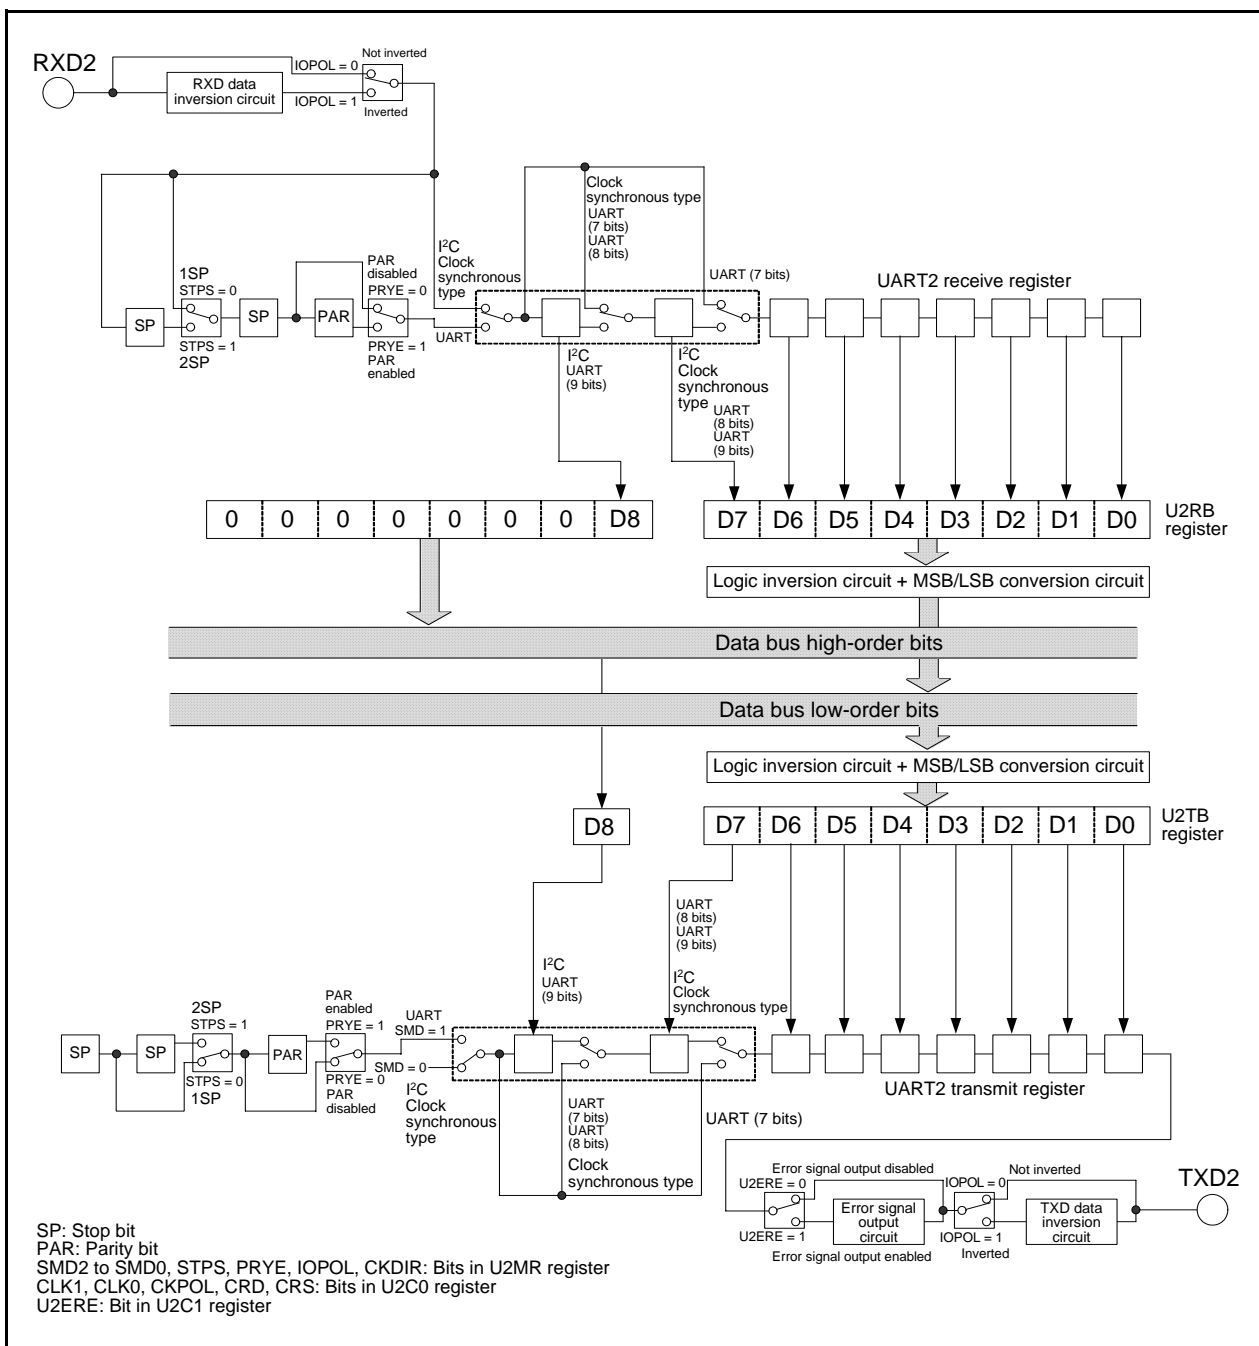 RXD2
IOPOL = 0
Not inverted
RXD data
inversion circuit
IOPOL = 1
Inverted
Clock
synchronous type
UART
(7 bits)
UART
(8 bits)
I²C
Clock
synchronous
type
UART (7 bits)
UART2 receive register
1SP
STPS = 0
PAR
disabled
PRYE = 0
SP
SP
PAR
STPS = 1
2SP
PRYE = 1
PAR
enabled
UART
I²C
UART
(9 bits)
I²C
Clock
synchronous
type
UART
(8 bits)
UART
(9 bits)
0 0 0 0 0 0 0 D8
D7 D6 D5 D4 D3 D2 D1 D0
U2RB
register
Logic inversion circuit + MSB/LSB conversion circuit
Data bus high-order bits
Data bus low-order bits
Logic inversion circuit + MSB/LSB conversion circuit
D8
D7 D6 D5 D4 D3 D2 D1 D0
U2TB
register
UART
(8 bits)
UART
(9 bits)
I²C
UART
(9 bits)
I²C
Clock
synchronous type
2SP
STPS = 1
PAR
enabled
PRYE = 1
UART
SMD = 1
SP
SP
PAR
STPS = 0
1SP
PRYE = 0
PAR
disabled
SMD = 0
I²C
Clock
synchronous
type
UART
(7 bits)
UART
(8 bits)
Clock
synchronous type
UART (7 bits)
UART2 transmit register
Error signal output disabled
U2ERE = 0
IOPOL = 0
Not inverted
TXD2
Error signal
output
circuit
TXD data
inversion
circuit
U2ERE = 1
Error signal output enabled
IOPOL = 1
Inverted
SP: Stop bit
PAR: Parity bit
SMD2 to SMD0, STPS, PRYE, IOPOL, CKDIR: Bits in U2MR register
CLK1, CLK0, CKPOL, CRD, CRS: Bits in U2C0 register
U2ERE: Bit in U2C1 register